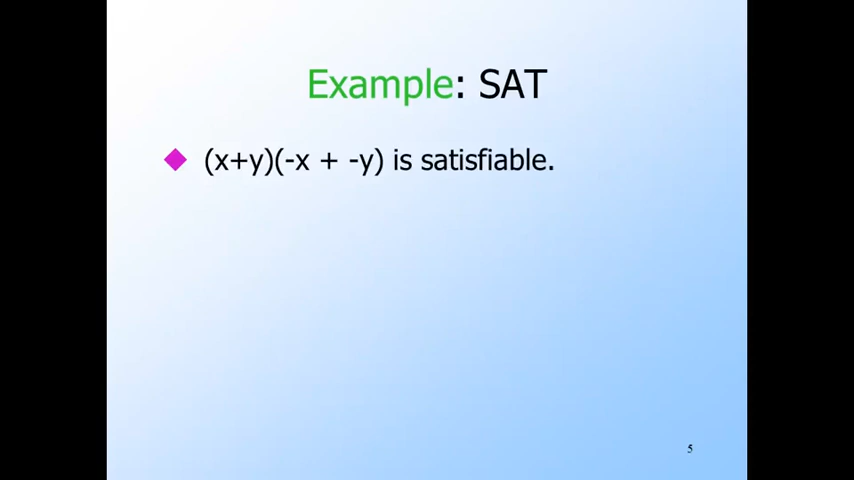 Example: SAT
(x+y)(-x + -y) is satisfiable.
5